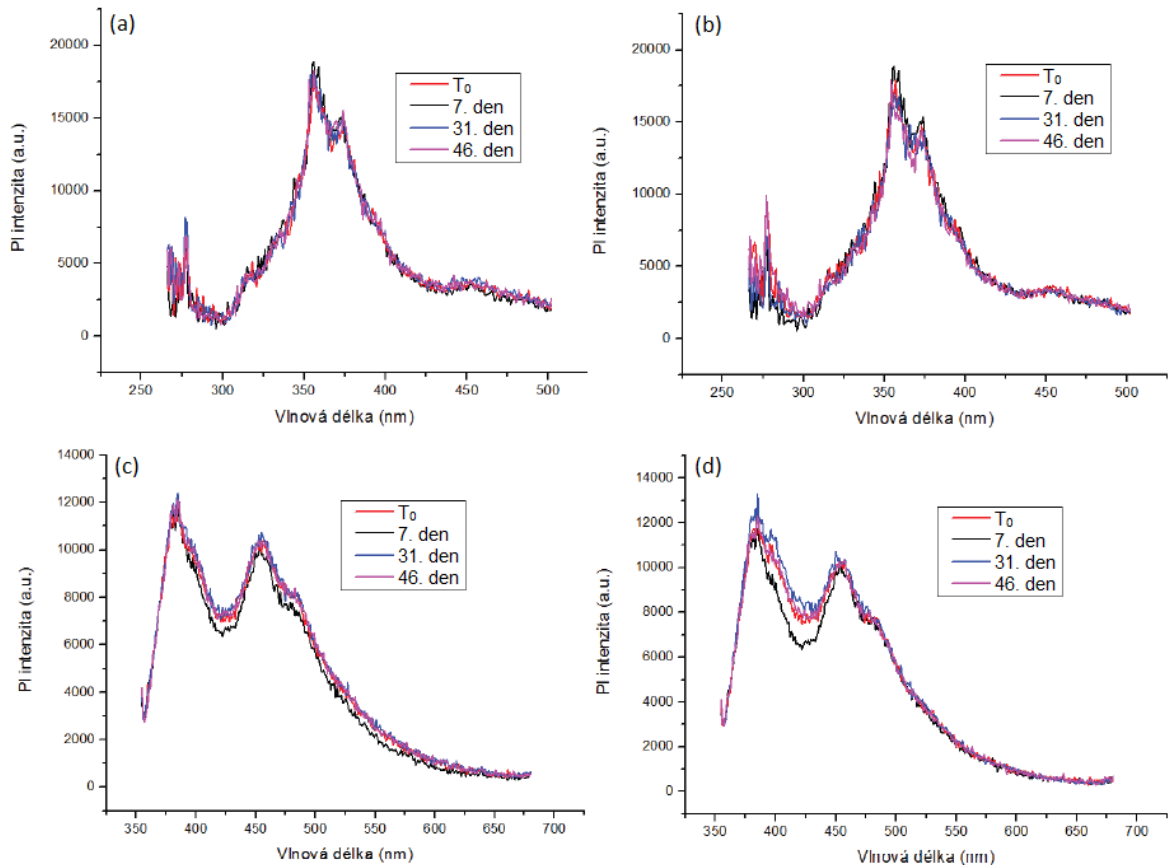 (a)
20000
15000
10000
5000
0
Pl intenzita (a.u.)
T₀
7. den
31. den
46. den
250 300 350 400 450 500
Vlnová délka (nm)
(b)
20000
15000
10000
5000
0
Pl intenzita (a.u.)
T₀
7. den
31. den
46. den
250 300 350 400 450 500
Vlnová délka (nm)
(c)
14000
12000
10000
8000
6000
4000
2000
0
Pl intenzita (a.u.)
T₀
7. den
31. den
46. den
350 400 450 500 550 600 650 700
Vlnová délka (nm)
(d)
14000
12000
10000
8000
6000
4000
2000
0
Pl intenzita (a.u.)
T₀
7. den
31. den
46. den
350 400 450 500 550 600 650 700
Vlnová délka (nm)